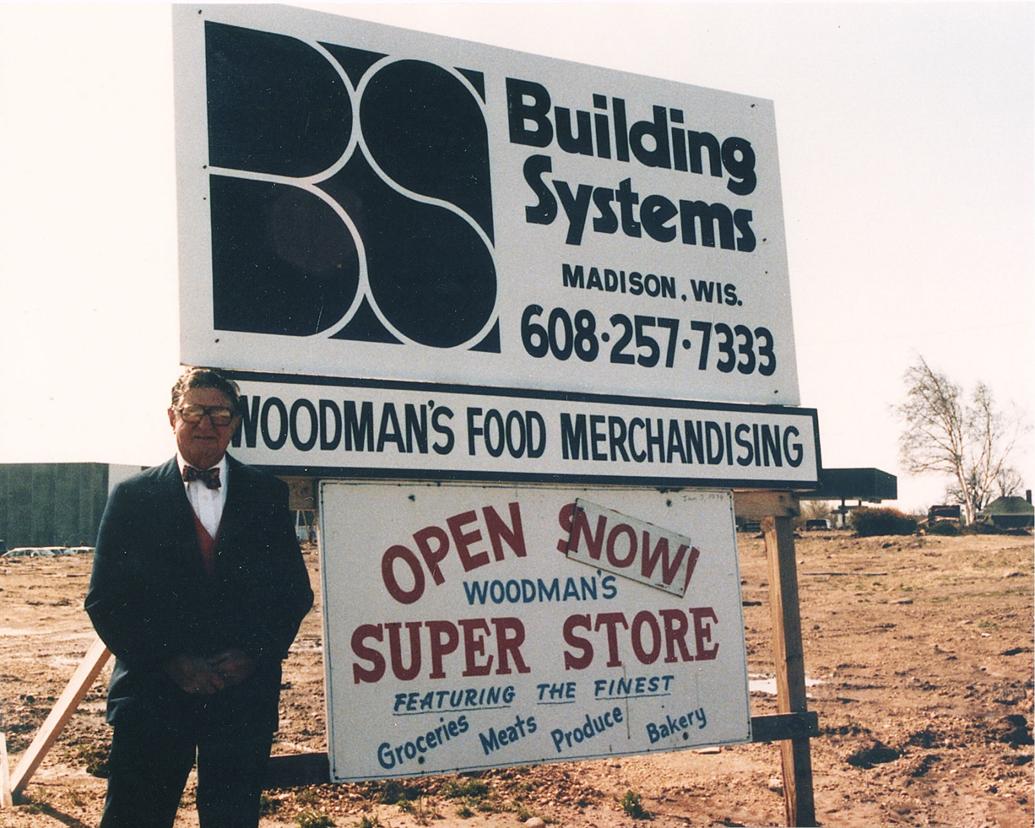 BS
Building
Systems
MADISON, WIS.
608·257·7333
WOODMAN'S FOOD MERCHANDISING
OPEN NOW!
WOODMAN'S
SUPER STORE
FEATURING THE FINEST
Groceries Meats Produce Bakery